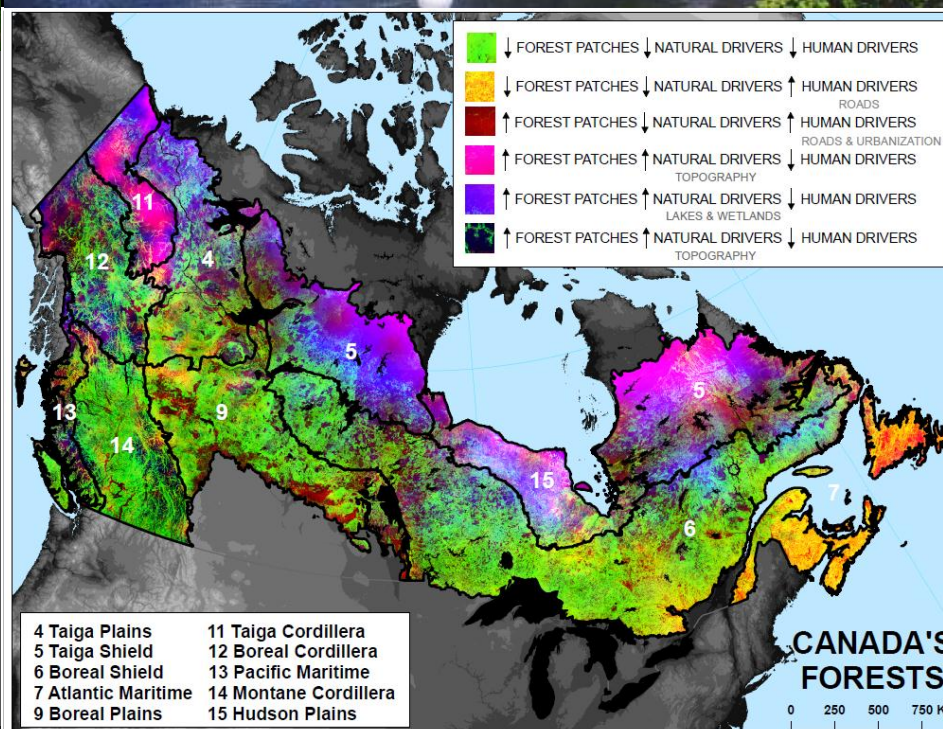 ↓ FOREST PATCHES ↓ NATURAL DRIVERS ↓ HUMAN DRIVERS
↓ FOREST PATCHES ↓ NATURAL DRIVERS ↑ HUMAN DRIVERS
ROADS
↑ FOREST PATCHES ↓ NATURAL DRIVERS ↑ HUMAN DRIVERS
ROADS & URBANIZATION
↑ FOREST PATCHES ↑ NATURAL DRIVERS ↓ HUMAN DRIVERS
TOPOGRAPHY
↑ FOREST PATCHES ↑ NATURAL DRIVERS ↓ HUMAN DRIVERS
LAKES & WETLANDS
↑ FOREST PATCHES ↑ NATURAL DRIVERS ↓ HUMAN DRIVERS
TOPOGRAPHY
11
12
4
5
5
13
9
14
15
7
6
4 Taiga Plains
5 Taiga Shield
6 Boreal Shield
7 Atlantic Maritime
9 Boreal Plains
11 Taiga Cordillera
12 Boreal Cordillera
13 Pacific Maritime
14 Montane Cordillera
15 Hudson Plains
CANADA'S
FORESTS
0 250 500 750 K